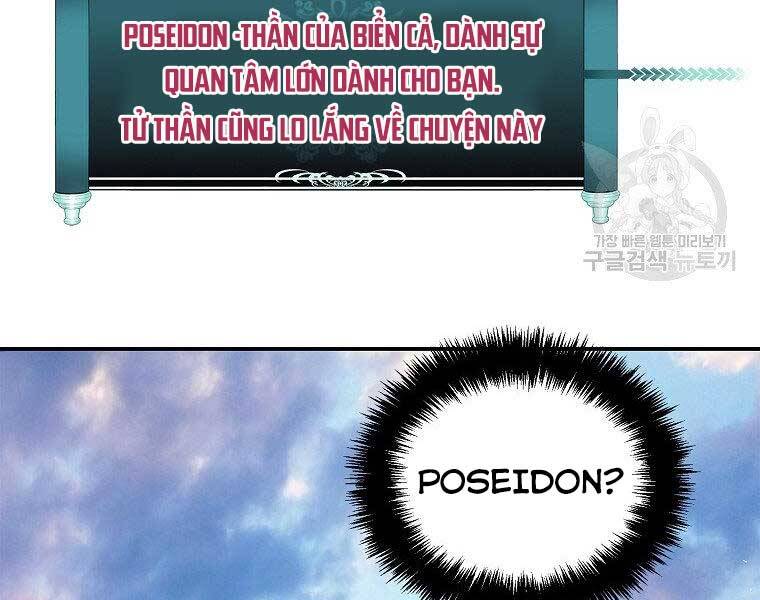 POSEIDON -THẦN CỦA BIỂN CẢ, DÀNH SỰ
QUAN TÂM LỚN DÀNH CHO BẠN.
TỬ THẦN CŨNG LO LẮNG VỀ CHUYỆN NÀY
가장 빠른 웹툰 미리보기
구글검색 뉴토끼
POSEIDON?